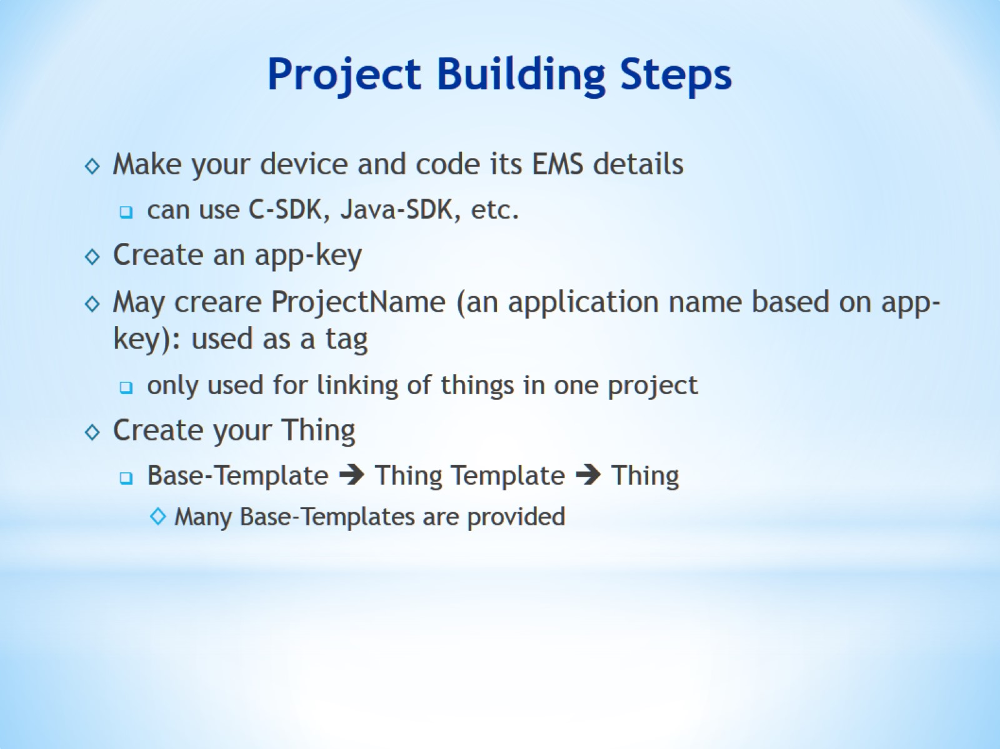 Project Building Steps
◇ Make your device and code its EMS details
❑ can use C-SDK, Java-SDK, etc.
◇ Create an app-key
◇ May creare ProjectName (an application name based on app-
key): used as a tag
❑ only used for linking of things in one project
◇ Create your Thing
❑ Base-Template ➔ Thing Template ➔ Thing
◇ Many Base-Templates are provided